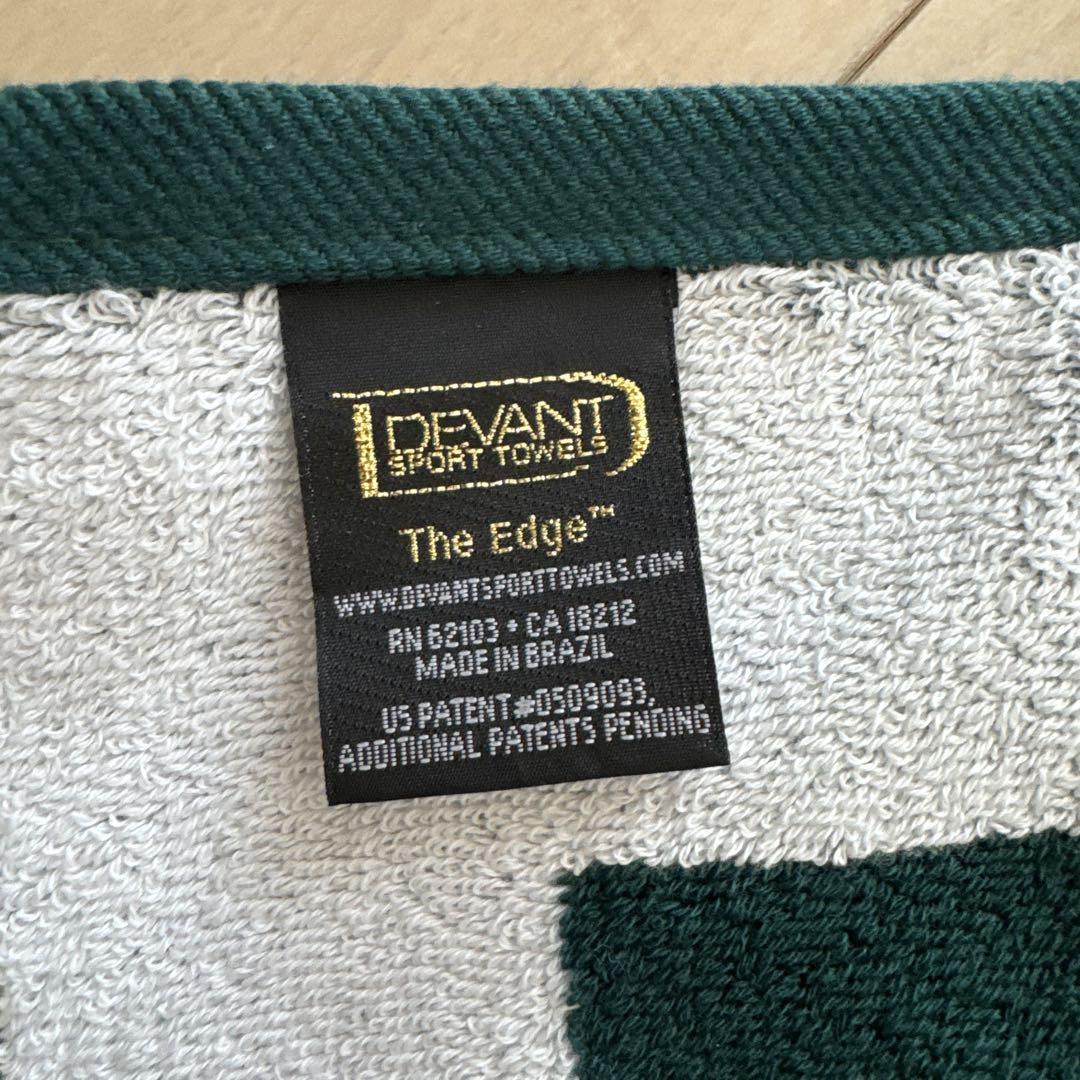 DEVANT
SPORT TOWELS
The Edge™
WWW.DEVANTSPORTTOWELS.COM
RN 62103 • CA 18212
MADE IN BRAZIL
US PATENT #D509093,
ADDITIONAL PATENTS PENDING